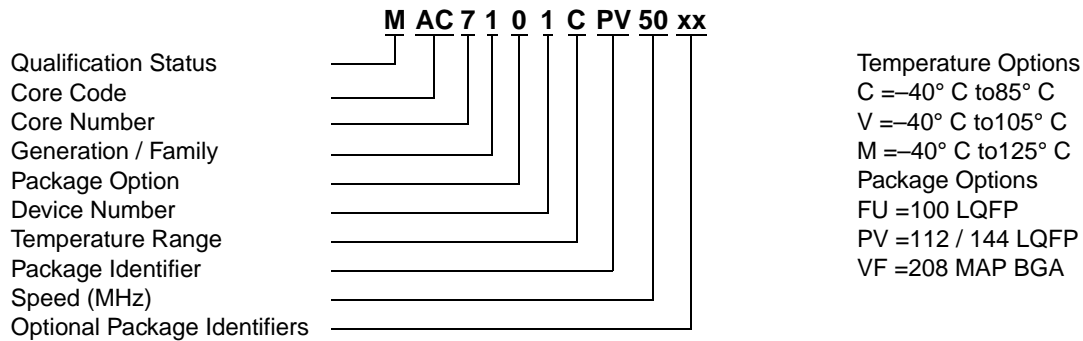 M AC 7 1 0 1 C PV 50 xx
Qualification Status
Core Code
Core Number
Generation / Family
Package Option
Device Number
Temperature Range
Package Identifier
Speed (MHz)
Optional Package Identifiers
Temperature Options
C =–40° C to85° C
V =–40° C to105° C
M =–40° C to125° C
Package Options
FU =100 LQFP
PV =112 / 144 LQFP
VF =208 MAP BGA